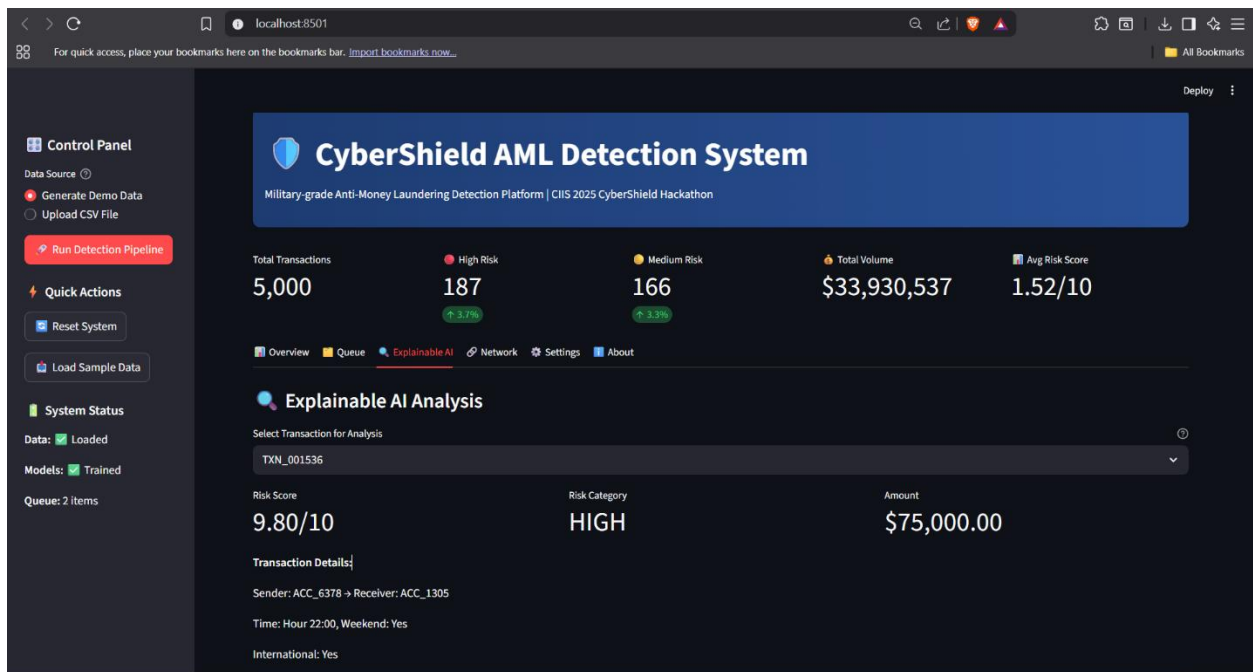 localhost:8501
For quick access, place your bookmarks here on the bookmarks bar. Import bookmarks now...
All Bookmarks
Deploy
Control Panel
Data Source
Generate Demo Data
Upload CSV File
Run Detection Pipeline
Quick Actions
Reset System
Load Sample Data
System Status
Data: ✅ Loaded
Models: ✅ Trained
Queue: 2 items
CyberShield AML Detection System
Military-grade Anti-Money Laundering Detection Platform | CIIS 2025 CyberShield Hackathon
Total Transactions
5,000
High Risk
187
↑ 3.7%
Medium Risk
166
↑ 3.3%
Total Volume
$33,930,537
Avg Risk Score
1.52/10
Overview Queue Explainable AI Network Settings About
Explainable AI Analysis
Select Transaction for Analysis
TXN_001536
Risk Score
9.80/10
Risk Category
HIGH
Amount
$75,000.00
Transaction Details:
Sender: ACC_6378 → Receiver: ACC_1305
Time: Hour 22:00, Weekend: Yes
International: Yes